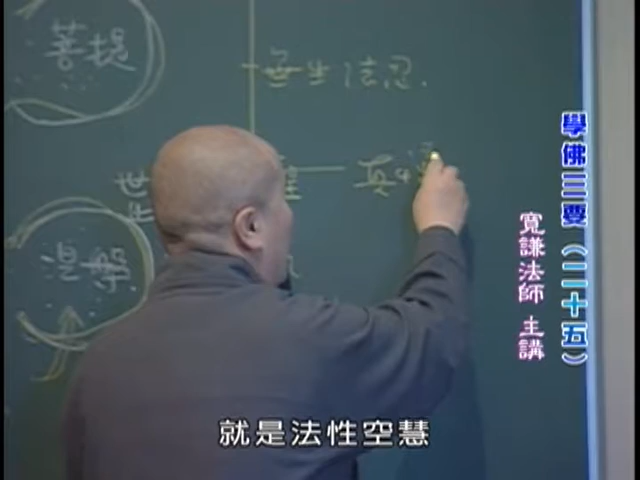 菩提
無生法忍
涅槃
學佛三要（二十五）
寬謙法師 主講
就是法性空慧